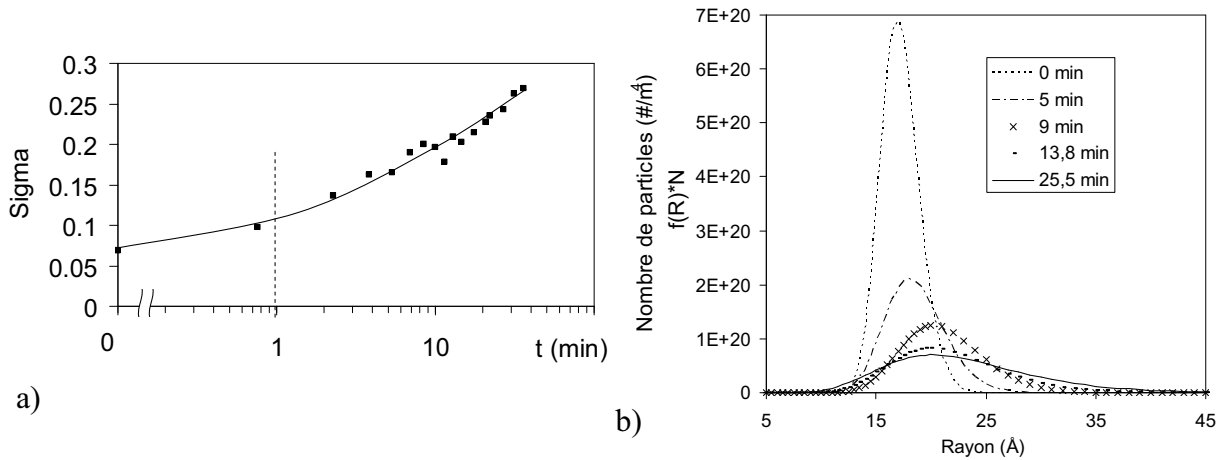 0.3
0.25
0.2
0.15
0.1
0.05
0
Sigma
0
1
10
t (min)
a)
7E+20
6E+20
5E+20
4E+20
3E+20
2E+20
1E+20
0
Nombre de particles (#/m⁴)
f(R)*N
0 min
5 min
9 min
13,8 min
25,5 min
5
15
25
35
45
Rayon (Å)
b)